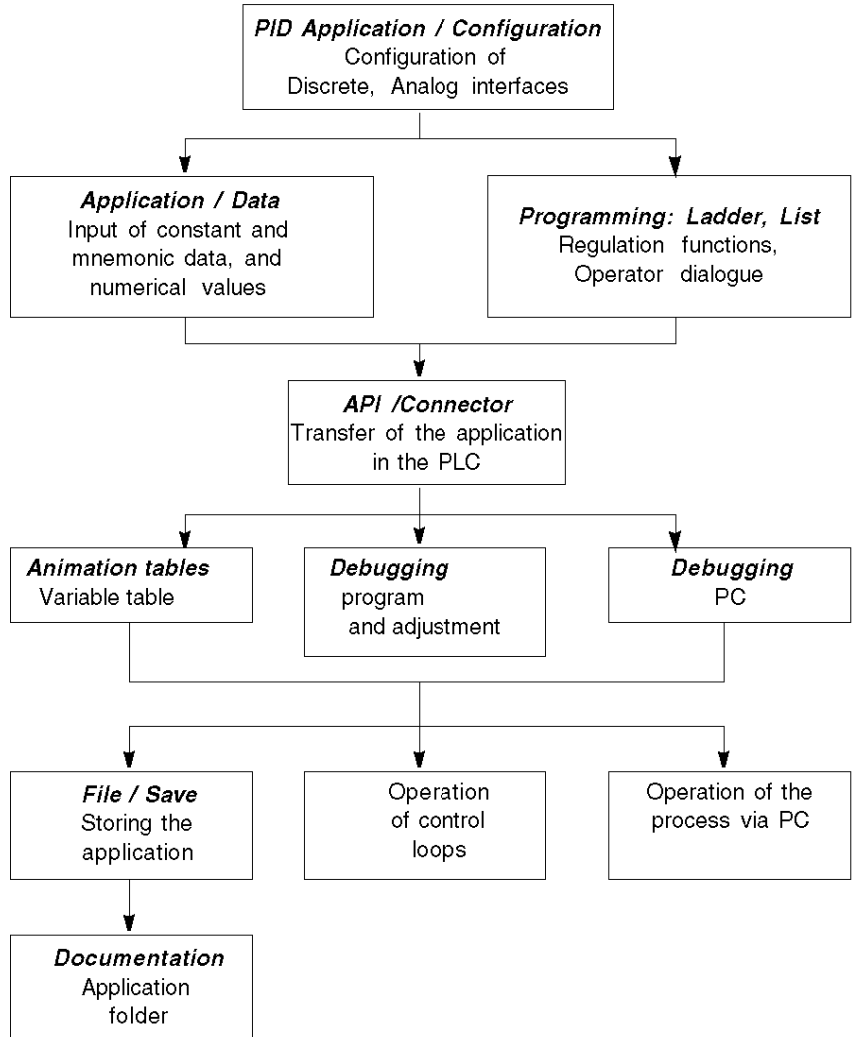 PID Application / Configuration
Configuration of
Discrete, Analog interfaces
Application / Data
Input of constant and
mnemonic data, and
numerical values
Programming: Ladder, List
Regulation functions,
Operator dialogue
API /Connector
Transfer of the application
in the PLC
Animation tables
Variable table
Debugging
program
and adjustment
Debugging
PC
File / Save
Storing the
application
Operation
of control
loops
Operation of the
process via PC
Documentation
Application
folder